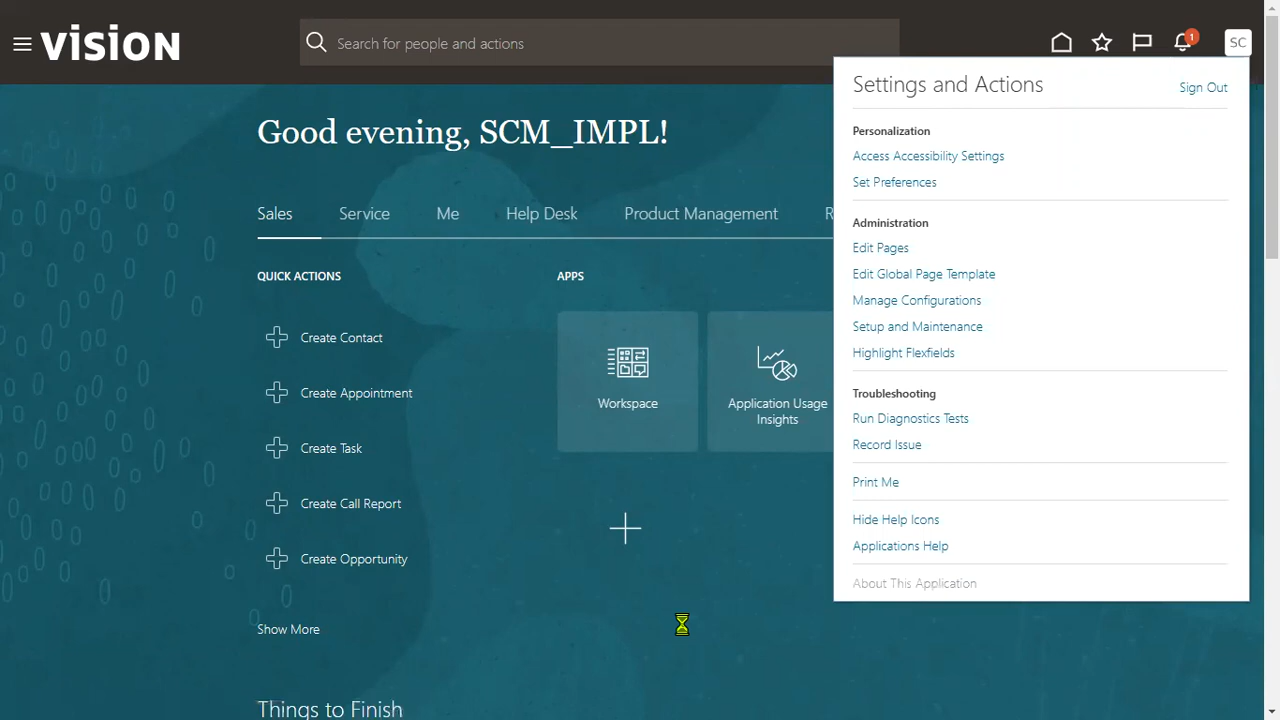 vision
Search for people and actions
1
SC
Settings and Actions
Sign Out
Good evening, SCM_IMPL!
Personalization
Access Accessibility Settings
Set Preferences
Sales
Service
Me
Help Desk
Product Management
R
Administration
Edit Pages
Edit Global Page Template
Manage Configurations
Setup and Maintenance
Highlight Flexfields
QUICK ACTIONS
APPS
Create Contact
Create Appointment
Create Task
Create Call Report
Create Opportunity
Show More
Workspace
Application Usage
Insights
Troubleshooting
Run Diagnostics Tests
Record Issue
Print Me
Hide Help Icons
Applications Help
About This Application
Things to Finish